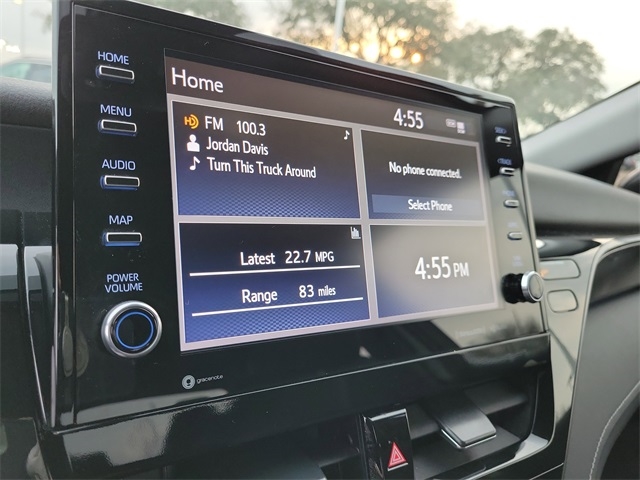 HOME
MENU
AUDIO
MAP
POWER
VOLUME
Home
4:55
HD FM 100.3
Jordan Davis
Turn This Truck Around
No phone connected.
Select Phone
Latest 22.7 MPG
Range 83 miles
4:55 PM
gracenote